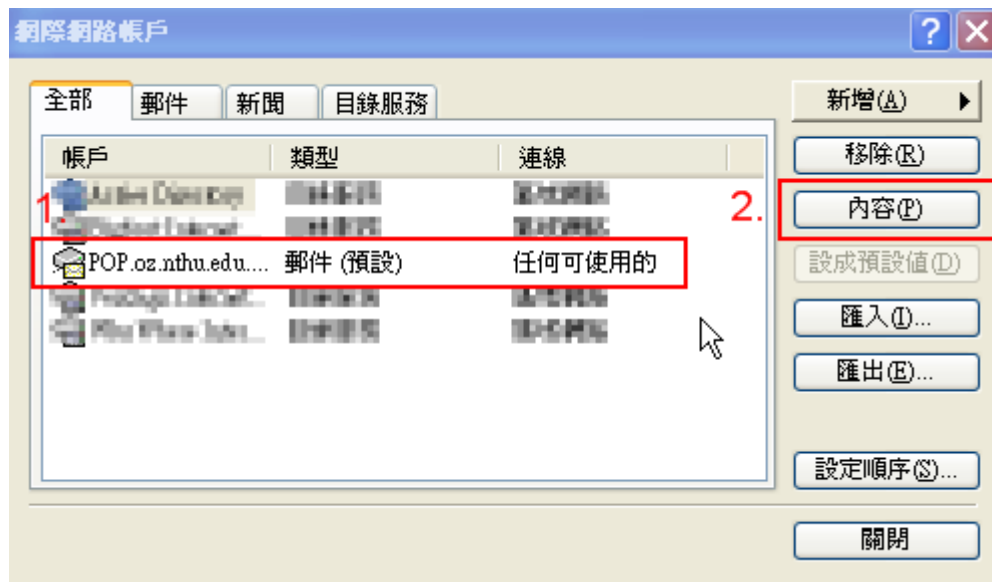 網際網路帳戶
全部 郵件 新聞 目錄服務
新增(A)
帳戶 類型 連線
移除(R)
1.
2.
內容(P)
POP.oz.nthu.edu.... 郵件 (預設) 任何可使用的
設成預設值(D)
匯入(I)...
匯出(E)...
設定順序(S)...
關閉